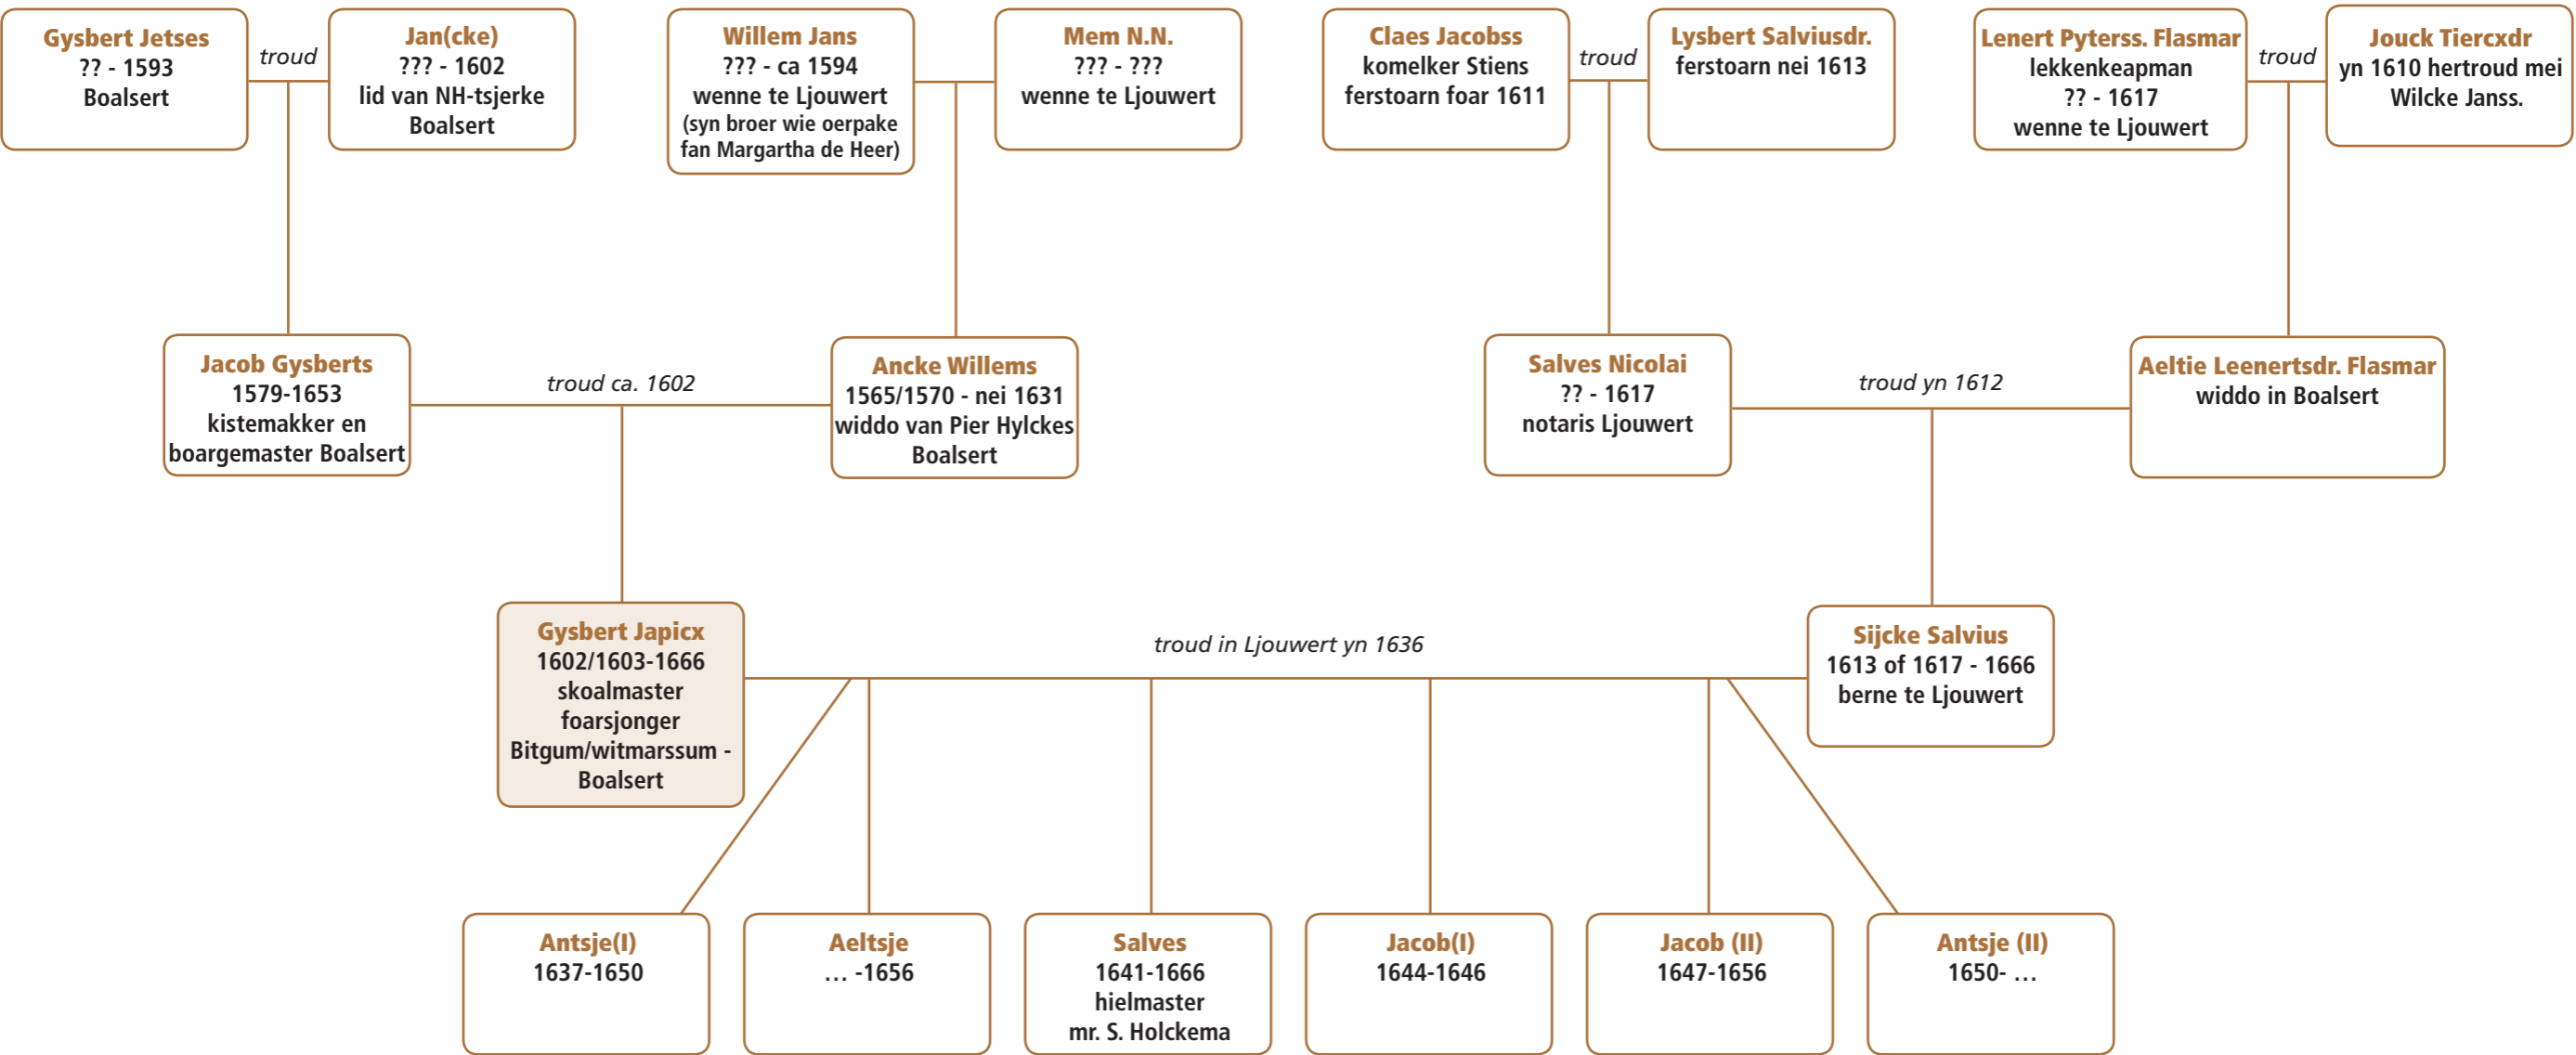 Gysbert Jetses
?? - 1593
Boalsert
troud
Jan(cke)
??? - 1602
lid van NH-tsjerke
Boalsert
Willem Jans
??? - ca 1594
wenne te Ljouwert
(syn broer wie oerpake
fan Margartha de Heer)
Mem N.N.
??? - ???
wenne te Ljouwert
Claes Jacobss
komelker Stiens
ferstoarn foar 1611
troud
Lysbert Salviusdr.
ferstoarn nei 1613
Lenert Pyterss. Flasmar
lekkenkeapman
?? - 1617
wenne te Ljouwert
troud
Jouck Tiercxdr
yn 1610 hertroud mei
Wilcke Janss.
Jacob Gysberts
1579-1653
kistemakker en
boargemaster Boalsert
troud ca. 1602
Ancke Willems
1565/1570 - nei 1631
widdo van Pier Hylckes
Boalsert
Salves Nicolai
?? - 1617
notaris Ljouwert
troud yn 1612
Aeltie Leenertsdr. Flasmar
widdo in Boalsert
Gysbert Japicx
1602/1603-1666
skoalmaster
foarsjonger
Bitgum/witmarssum -
Boalsert
troud in Ljouwert yn 1636
Sijcke Salvius
1613 of 1617 - 1666
berne te Ljouwert
Antsje(I)
1637-1650
Aeltsje
... -1656
Salves
1641-1666
hielmaster
mr. S. Holckema
Jacob(I)
1644-1646
Jacob (II)
1647-1656
Antsje (II)
1650- ...